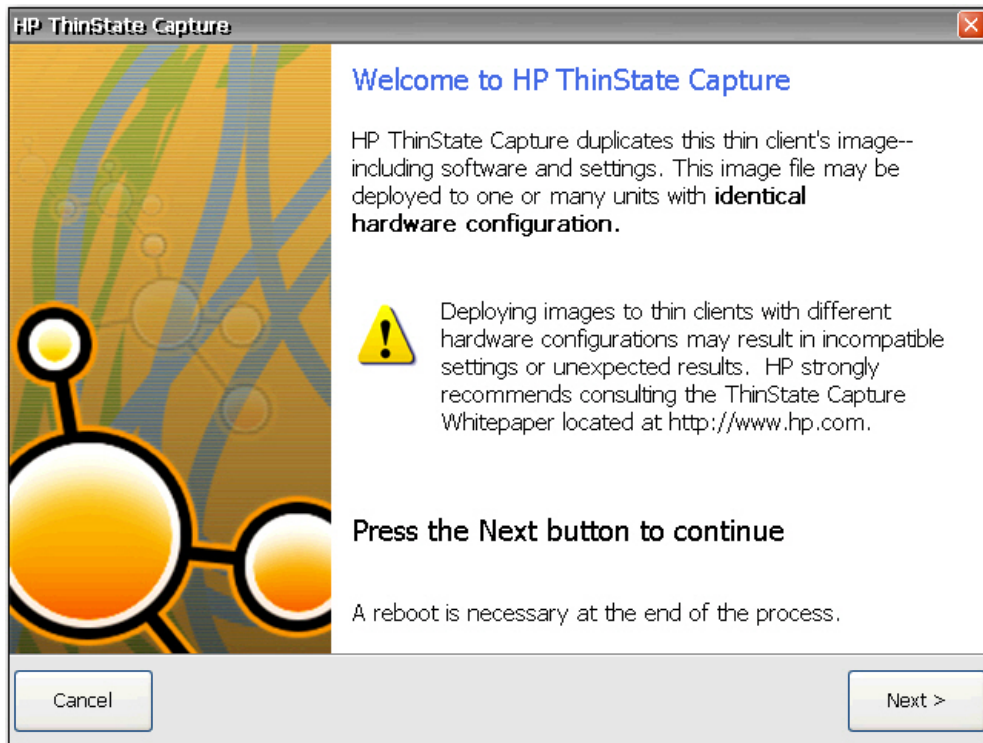 HP ThinState Capture
Welcome to HP ThinState Capture
HP ThinState Capture duplicates this thin client's image--
including software and settings. This image file may be
deployed to one or many units with identical
hardware configuration.
Deploying images to thin clients with different
hardware configurations may result in incompatible
settings or unexpected results. HP strongly
recommends consulting the ThinState Capture
Whitepaper located at http://www.hp.com.
Press the Next button to continue
A reboot is necessary at the end of the process.
Cancel
Next >